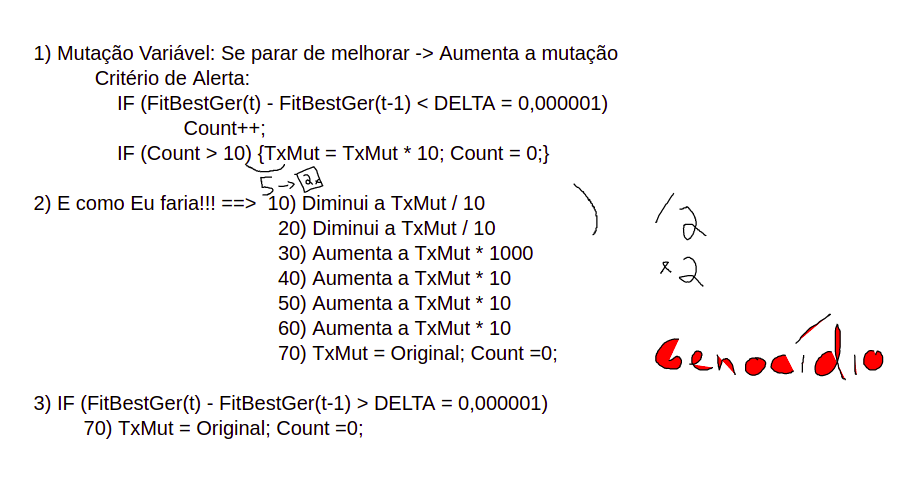 1) Mutação Variável: Se parar de melhorar -> Aumenta a mutação
Critério de Alerta:
IF (FitBestGer(t) - FitBestGer(t-1) < DELTA = 0,000001)
Count++;
IF (Count > 10) {TxMut = TxMut * 10; Count = 0;}
5 -> 2x
2) E como Eu faria!!! ==> 10) Diminui a TxMut / 10
20) Diminui a TxMut / 10
/2
30) Aumenta a TxMut * 1000
x2
40) Aumenta a TxMut * 10
50) Aumenta a TxMut * 10
60) Aumenta a TxMut * 10
70) TxMut = Original; Count =0;
Genocídio
3) IF (FitBestGer(t) - FitBestGer(t-1) > DELTA = 0,000001)
70) TxMut = Original; Count =0;